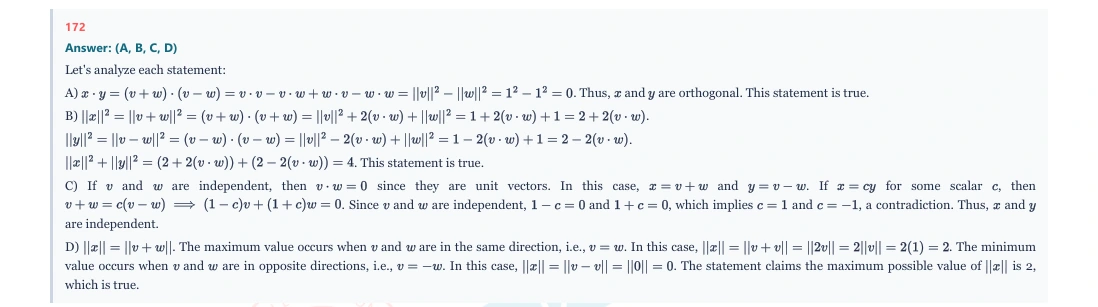 172
Answer: (A, B, C, D)
Let's analyze each statement:
A) x · y = (v + w) · (v − w) = v · v − v · w + w · v − w · w = ||v||² − ||w||² = 1² − 1² = 0. Thus, x and y are orthogonal. This statement is true.
B) ||x||² = ||v + w||² = (v + w) · (v + w) = ||v||² + 2(v · w) + ||w||² = 1 + 2(v · w) + 1 = 2 + 2(v · w).
||y||² = ||v − w||² = (v − w) · (v − w) = ||v||² − 2(v · w) + ||w||² = 1 − 2(v · w) + 1 = 2 − 2(v · w).
||x||² + ||y||² = (2 + 2(v · w)) + (2 − 2(v · w)) = 4. This statement is true.
C) If v and w are independent, then v · w = 0 since they are unit vectors. In this case, x = v + w and y = v − w. If x = cy for some scalar c, then
v + w = c(v − w) ⟹ (1 − c)v + (1 + c)w = 0. Since v and w are independent, 1 − c = 0 and 1 + c = 0, which implies c = 1 and c = −1, a contradiction. Thus, x and y
are independent.
D) ||x|| = ||v + w||. The maximum value occurs when v and w are in the same direction, i.e., v = w. In this case, ||x|| = ||v + v|| = ||2v|| = 2||v|| = 2(1) = 2. The minimum
value occurs when v and w are in opposite directions, i.e., v = −w. In this case, ||x|| = ||v − v|| = ||0|| = 0. The statement claims the maximum possible value of ||x|| is 2,
which is true.